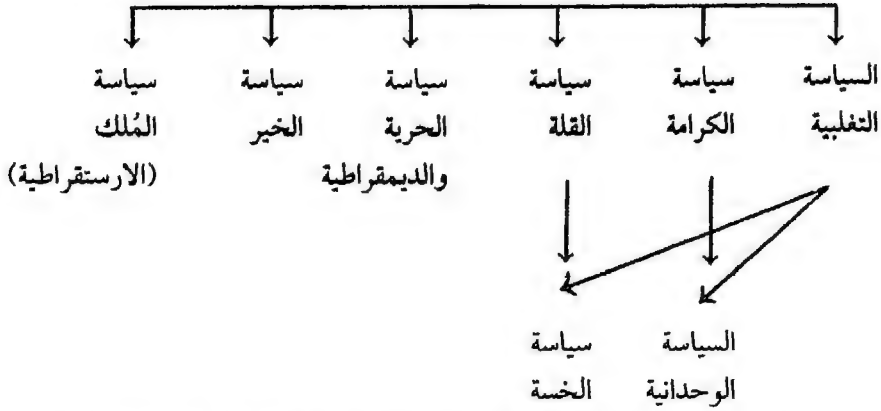 السياسة سياسة سياسة سياسة سياسة سياسة
التغلبية الكرامة القلة الحرية الخير المُلك
والديمقراطية (الارستقراطية)
السياسة سياسة
الوحدانية الخسة